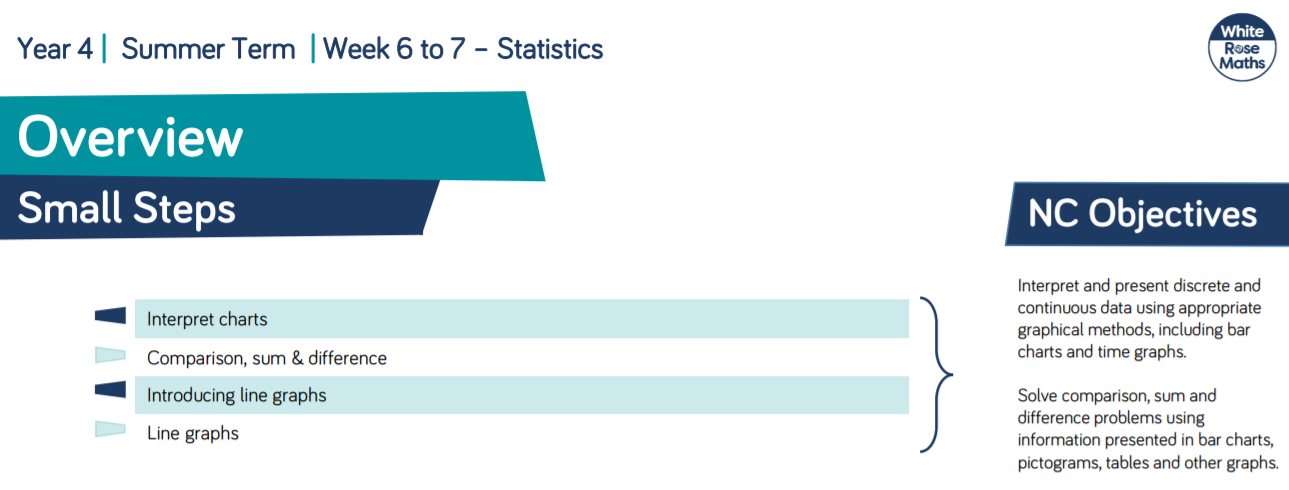 Year 4 | Summer Term | Week 6 to 7 – Statistics
White
Rose
Maths
Overview
Small Steps
Interpret charts
Comparison, sum & difference
Introducing line graphs
Line graphs
NC Objectives
Interpret and present discrete and
continuous data using appropriate
graphical methods, including bar
charts and time graphs.
Solve comparison, sum and
difference problems using
information presented in bar charts,
pictograms, tables and other graphs.